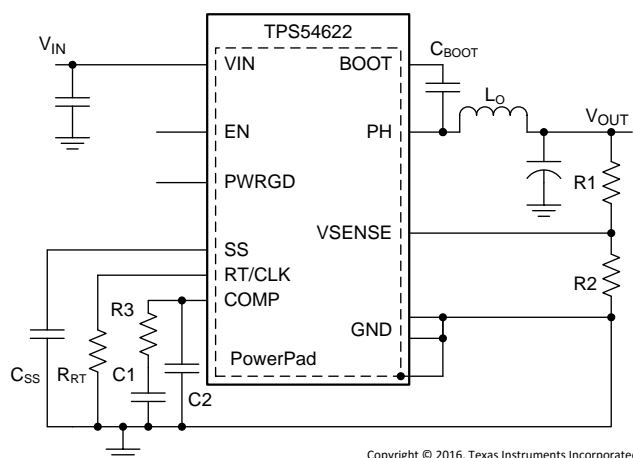 TPS54622
VIN
CBOOT
VIN
BOOT
LO
EN
PH
VOUT
PWRGD
R1
VSENSE
SS
RT/CLK
R2
R3
COMP
GND
CSS
RRT
C1
C2
PowerPad
Copyright © 2016, Texas Instruments Incorporated